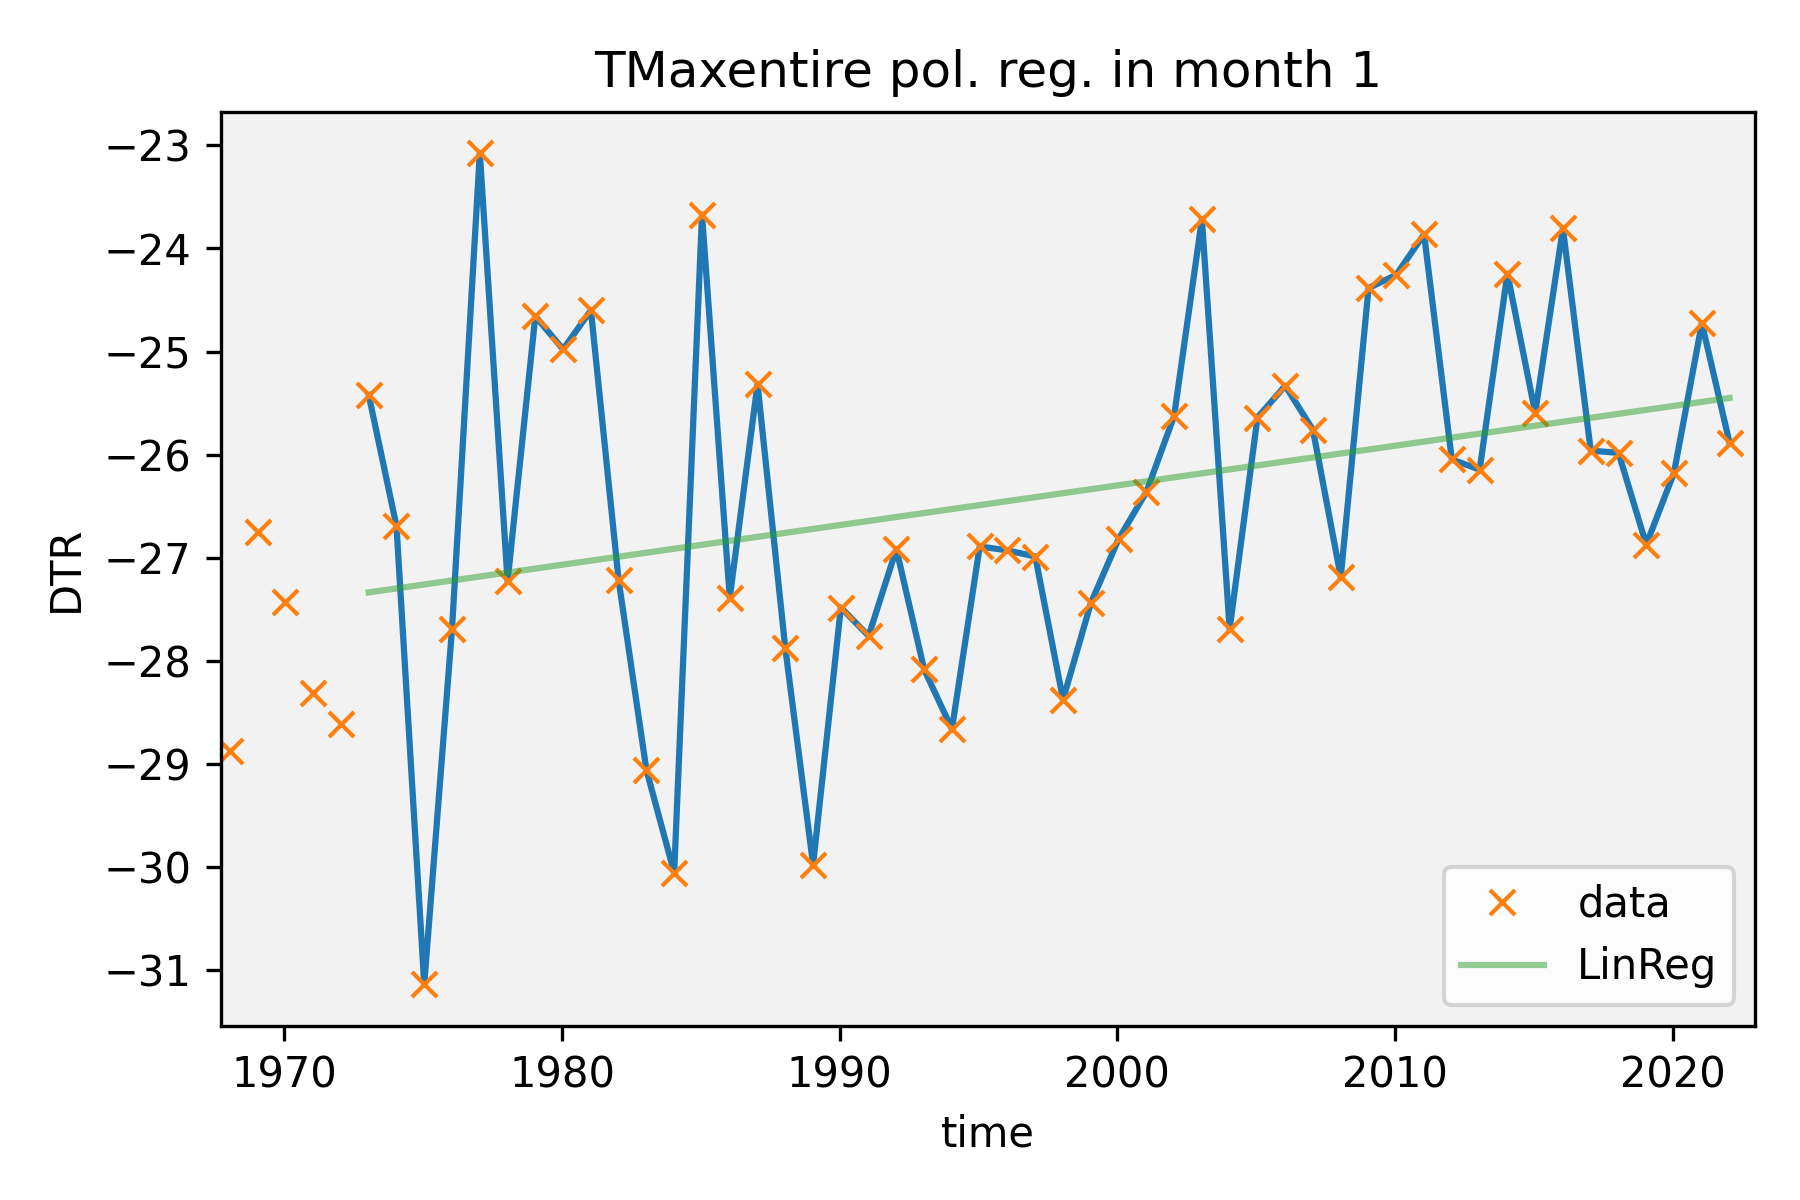 TMaxentire pol. reg. in month 1
DTR
−23
−24
−25
−26
−27
−28
−29
−30
−31
data
LinReg
1970 1980 1990 2000 2010 2020
time